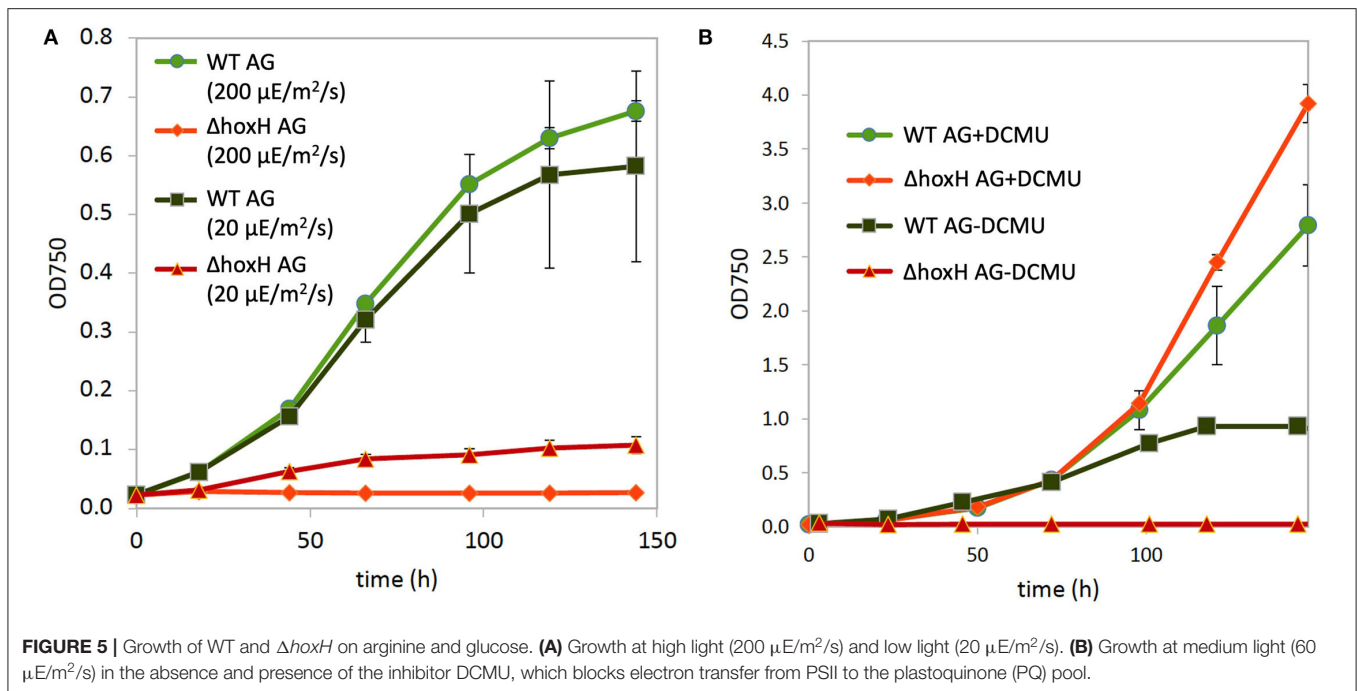 A
0.8
0.7
0.6
0.5
0.4
0.3
0.2
0.1
0.0
OD750
0
50
100
150
time (h)
WT AG
(200 µE/m²/s)
ΔhoxH AG
(200 µE/m²/s)
WT AG
(20 µE/m²/s)
ΔhoxH AG
(20 µE/m²/s)
B
4.5
4.0
3.5
3.0
2.5
2.0
1.5
1.0
0.5
0.0
OD750
0
50
100
time (h)
WT AG+DCMU
ΔhoxH AG+DCMU
WT AG-DCMU
ΔhoxH AG-DCMU
FIGURE 5 | Growth of WT and ΔhoxH on arginine and glucose. (A) Growth at high light (200 µE/m²/s) and low light (20 µE/m²/s). (B) Growth at medium light (60
µE/m²/s) in the absence and presence of the inhibitor DCMU, which blocks electron transfer from PSII to the plastoquinone (PQ) pool.